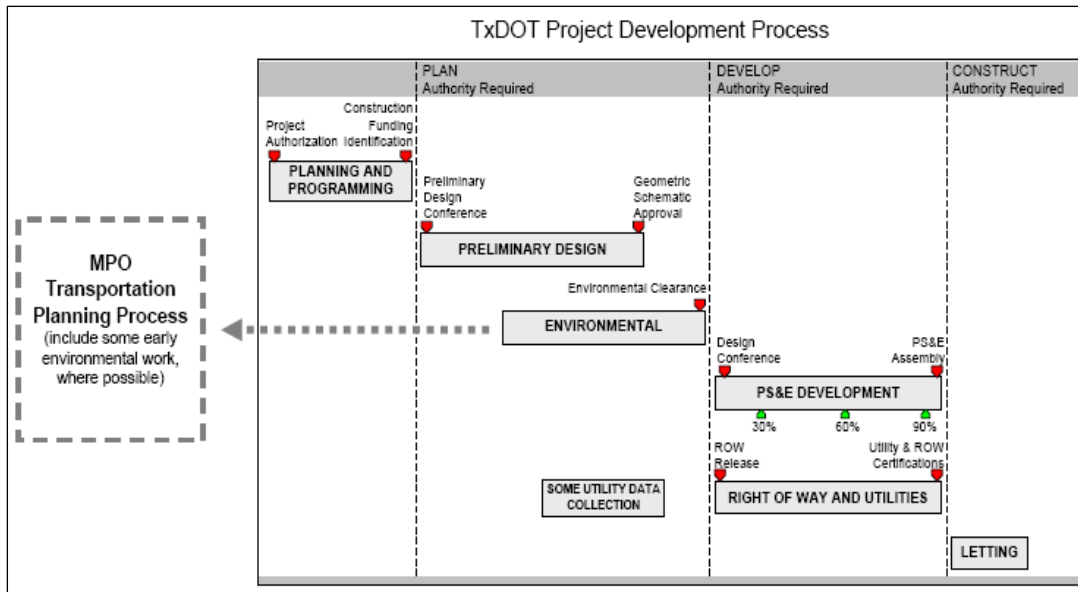 TxDOT Project Development Process
PLAN
Authority Required
DEVELOP
Authority Required
CONSTRUCT
Authority Required
Project
Authorization
Construction
Funding
Identification
PLANNING AND
PROGRAMMING
Preliminary
Design
Conference
Geometric
Schematic
Approval
PRELIMINARY DESIGN
MPO
Transportation
Planning Process
(include some early
environmental work,
where possible)
Environmental Clearance
ENVIRONMENTAL
Design
Conference
PS&E
Assembly
PS&E DEVELOPMENT
30%
60%
90%
ROW
Release
Utility & ROW
Certifications
SOME UTILITY DATA
COLLECTION
RIGHT OF WAY AND UTILITIES
LETTING